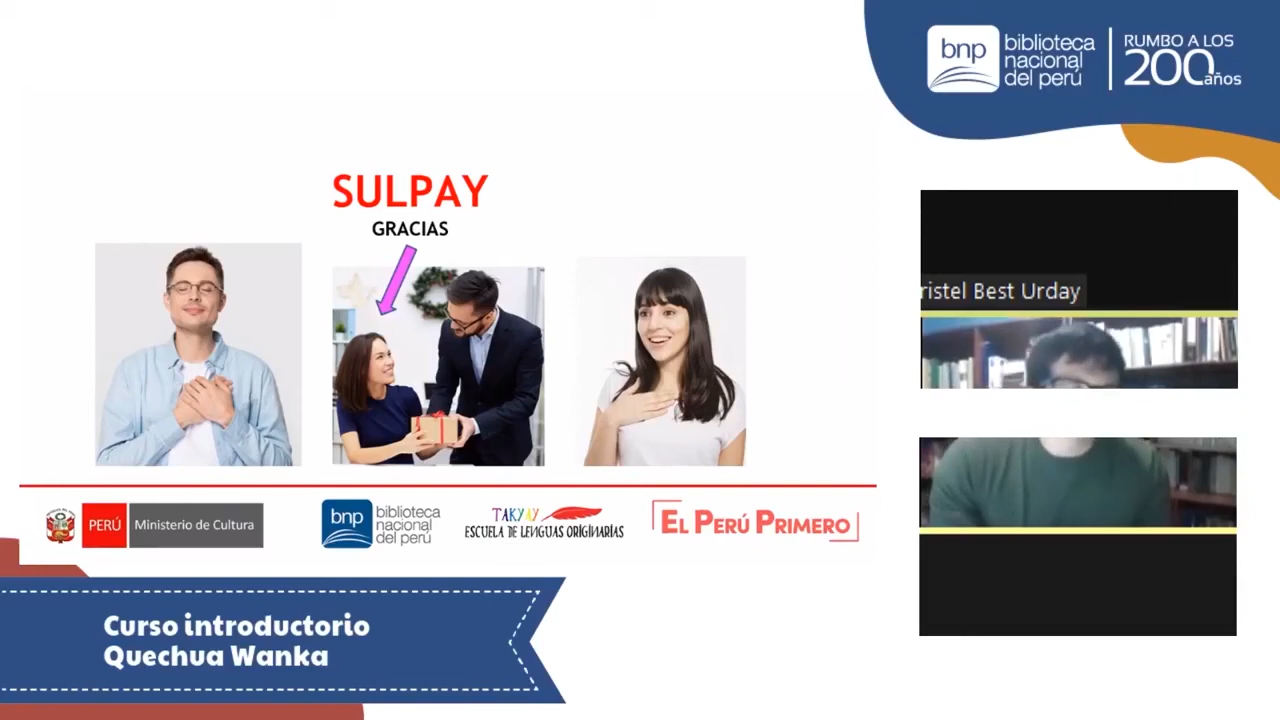 bnp
biblioteca
nacional
del perú
RUMBO A LOS
200 años
SULPAY
GRACIAS
ristel Best Urday
PERÚ
Ministerio de Cultura
bnp
biblioteca
nacional
del perú
TAKYAY
ESCUELA DE LENGUAS ORIGINARIAS
EL PERÚ PRIMERO
Curso introductorio
Quechua Wanka